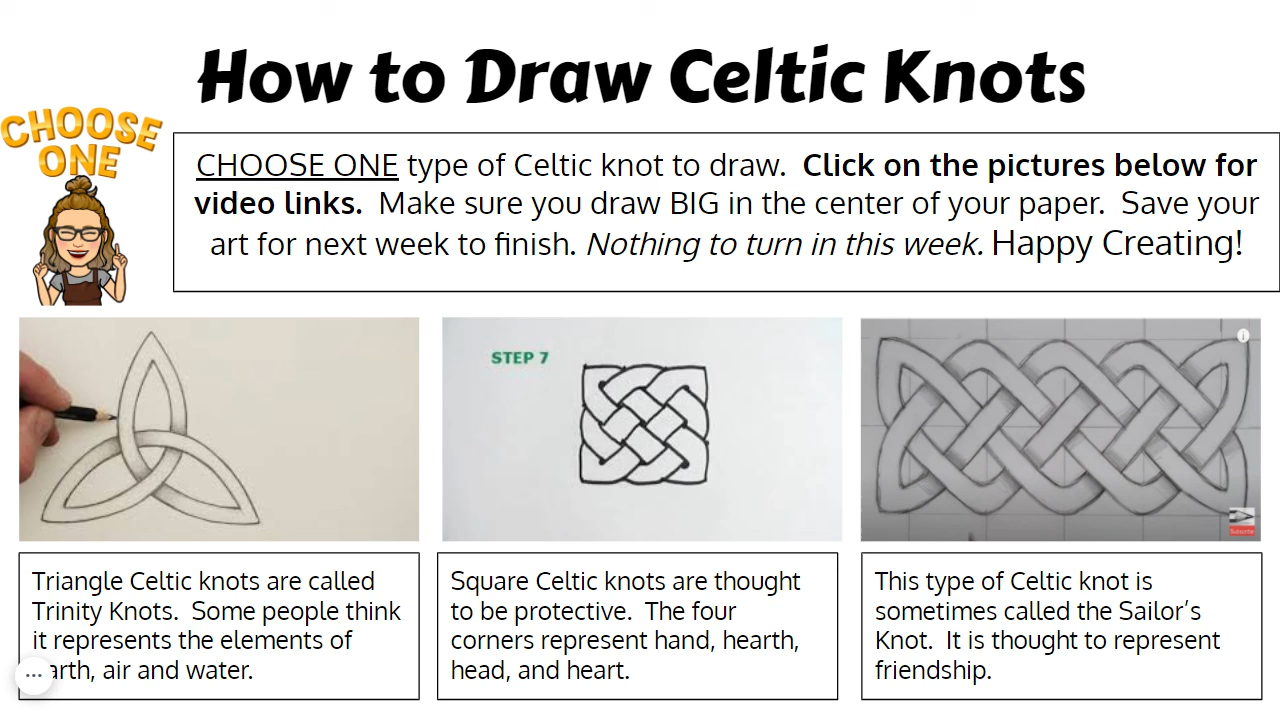 How to Draw Celtic Knots
CHOOSE
ONE
CHOOSE ONE type of Celtic knot to draw.  Click on the pictures below for
video links.  Make sure you draw BIG in the center of your paper.  Save your
art for next week to finish. Nothing to turn in this week. Happy Creating!
STEP 7
i
Subscribe
Triangle Celtic knots are called
Trinity Knots.  Some people think
it represents the elements of
earth, air and water.
Square Celtic knots are thought
to be protective.  The four
corners represent hand, hearth,
head, and heart.
This type of Celtic knot is
sometimes called the Sailor's
Knot.  It is thought to represent
friendship.